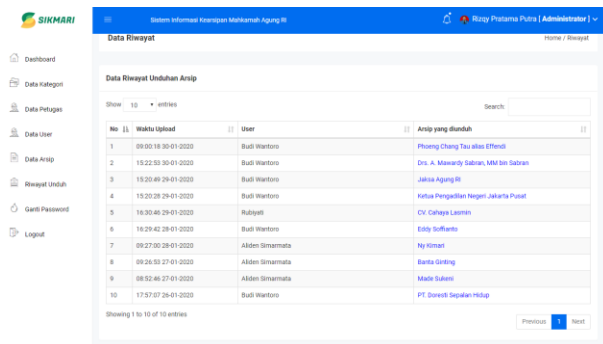 SIKMARI
Sistem Informasi Kearsipan Mahkamah Agung RI
Rizqy Pratama Putra [ Administrator ]
Data Riwayat
Home / Riwayat
Dashboard
Data Kategori
Data Petugas
Data User
Data Arsip
Riwayat Unduh
Ganti Password
Logout
Data Riwayat Unduhan Arsip
Show 10 entries
Search:
No Waktu Upload User Arsip yang diunduh
1 09:00:18 30-01-2020 Budi Wantoro Phoeng Chang Tau alias Effendi
2 15:22:53 30-01-2020 Budi Wantoro Drs. A. Mawardy Sabran, MM bin Sabran
3 15:20:49 29-01-2020 Budi Wantoro Jaksa Agung RI
4 15:20:28 29-01-2020 Budi Wantoro Ketua Pengadilan Negeri Jakarta Pusat
5 16:30:46 29-01-2020 Rubiyati CV. Cahaya Lasmin
6 16:29:42 28-01-2020 Budi Wantoro Eddy Soffianto
7 09:27:00 28-01-2020 Aliden Simarmata Ny Kimari
8 09:26:53 27-01-2020 Aliden Simarmata Banta Ginting
9 08:52:46 27-01-2020 Aliden Simarmata Made Sukeni
10 17:57:07 26-01-2020 Budi Wantoro PT. Doresti Sepalan Hidup
Showing 1 to 10 of 10 entries
Previous 1 Next